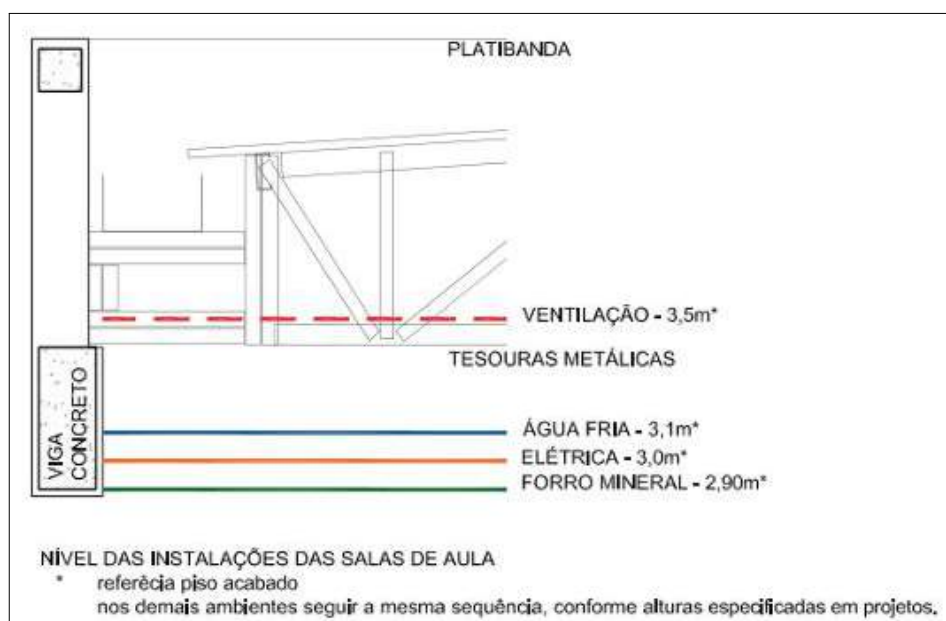 PLATIBANDA
VENTILAÇÃO - 3,5m*
TESOURAS METÁLICAS
VIGA
CONCRETO
ÁGUA FRIA - 3,1m*
ELÉTRICA - 3,0m*
FORRO MINERAL - 2,90m*
NÍVEL DAS INSTALAÇÕES DAS SALAS DE AULA
* referêcia piso acabado
nos demais ambientes seguir a mesma sequência, conforme alturas especificadas em projetos.